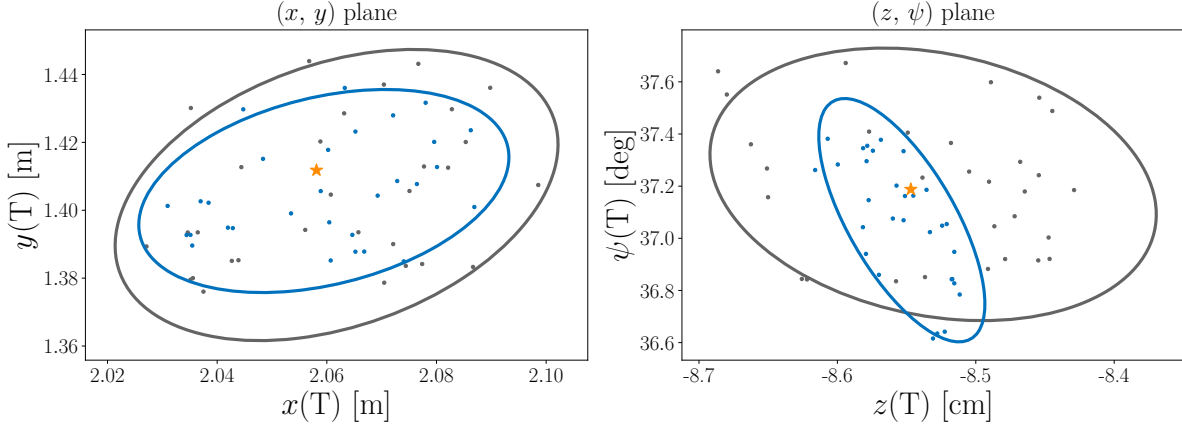 (x, y) plane
1.44
1.42
1.40
1.38
1.36
y(T) [m]
2.02 2.04 2.06 2.08 2.10
x(T) [m]
(z, ψ) plane
37.6
37.4
37.2
37.0
36.8
36.6
ψ(T) [deg]
-8.7 -8.6 -8.5 -8.4
z(T) [cm]